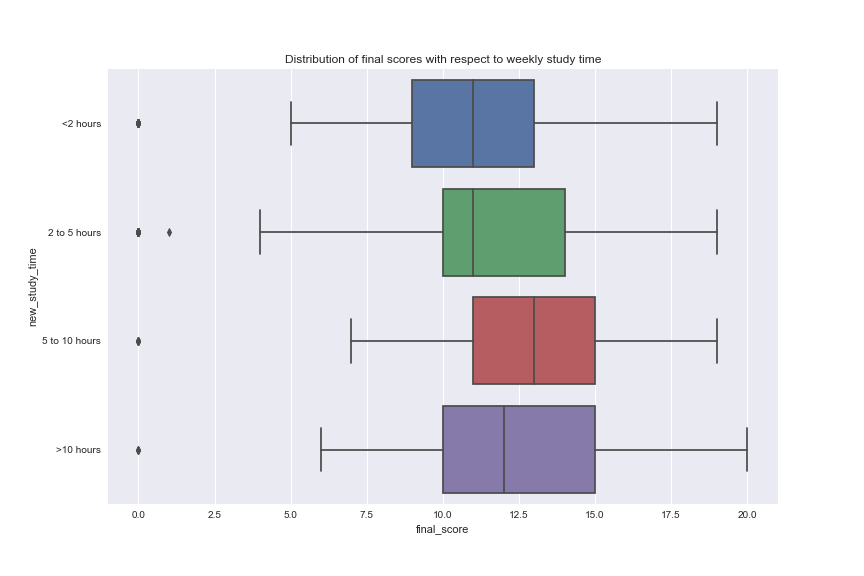 Distribution of final scores with respect to weekly study time
<2 hours
2 to 5 hours
5 to 10 hours
>10 hours
new_study_time
0.0 2.5 5.0 7.5 10.0 12.5 15.0 17.5 20.0
final_score